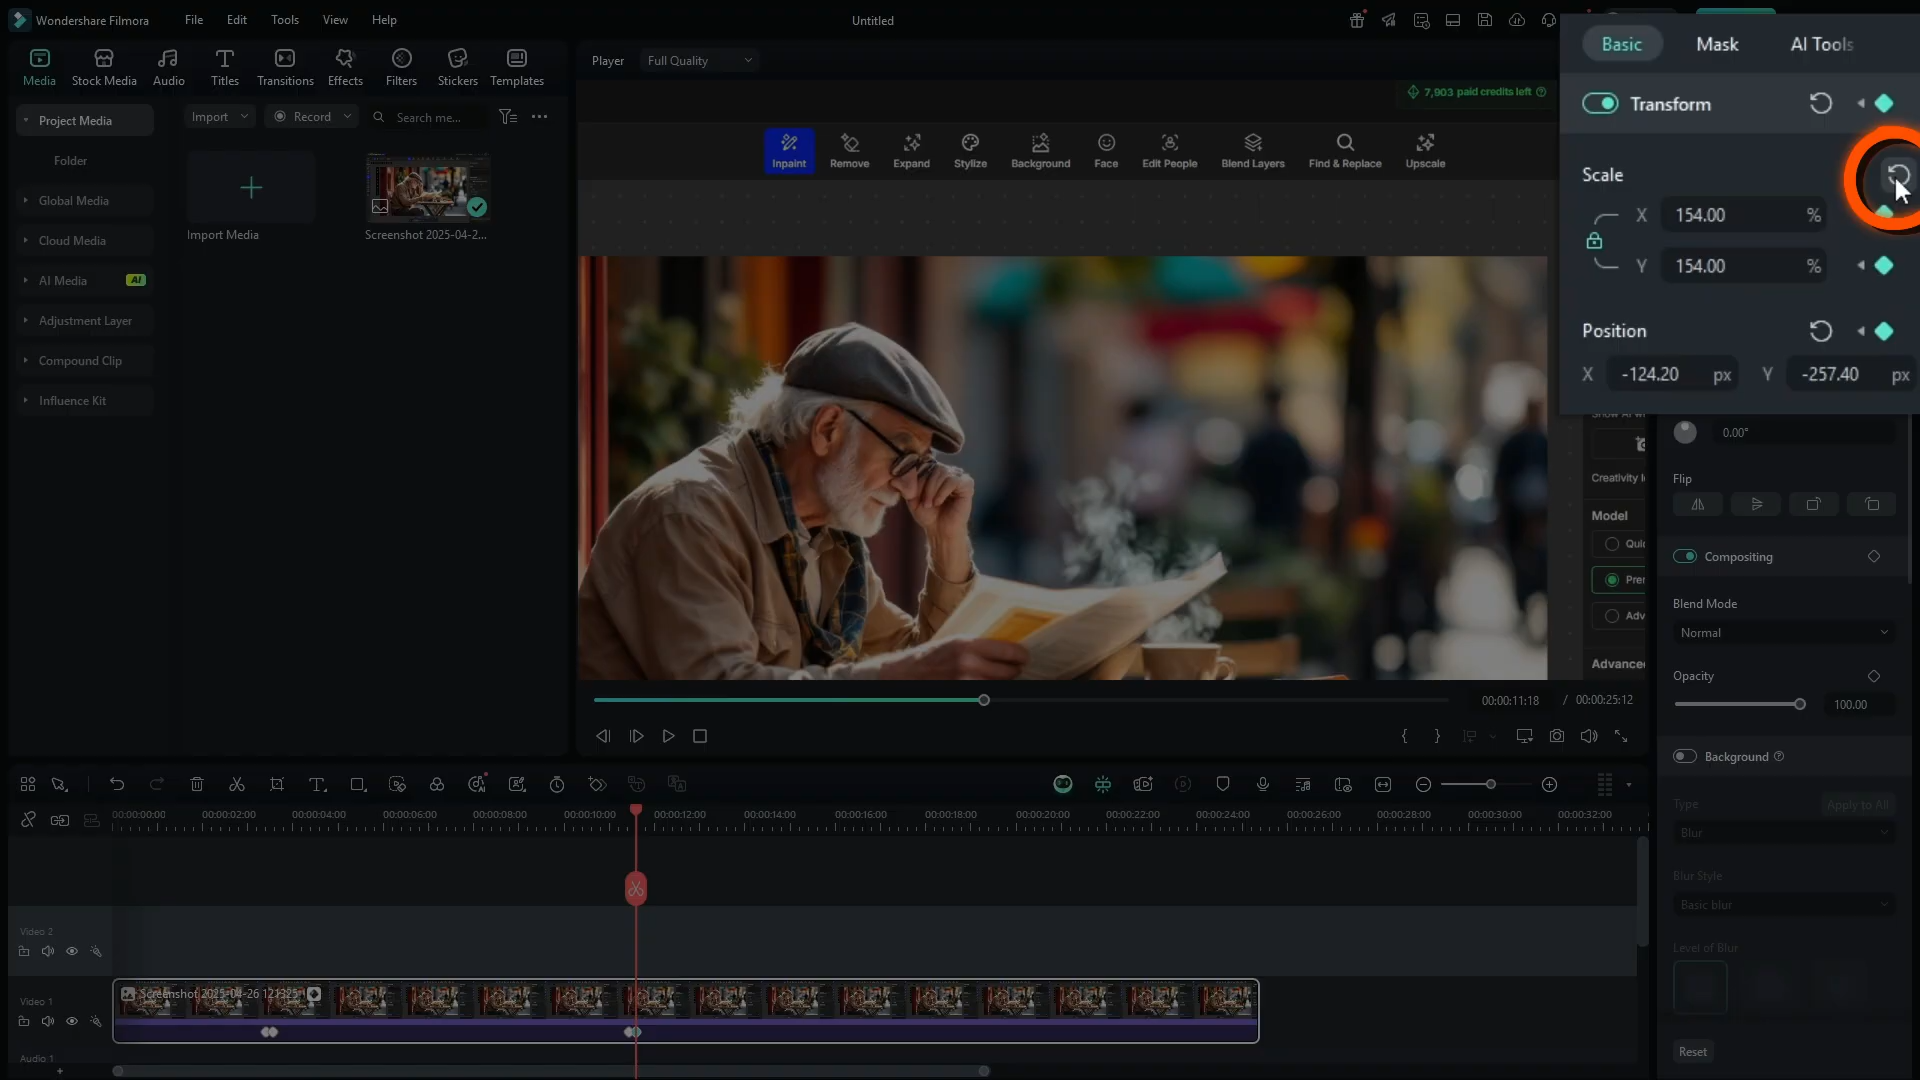 Wondershare Filmora
File
Edit
Tools
View
Help
Untitled
Media
Stock Media
Audio
Titles
Transitions
Effects
Filters
Stickers
Templates
Player
Full Quality
Basic
Mask
AI Tools
7,903 paid credits left
Transform
Project Media
Import
Record
Search me...
Folder
Global Media
Cloud Media
AI Media
AI
Adjustment Layer
Compound Clip
Influence Kit
Import Media
Screenshot 2025-04-2...
Inpaint
Remove
Expand
Stylize
Background
Face
Edit People
Blend Layers
Find & Replace
Upscale
Scale
X 154.00 %
Y 154.00 %
Position
X -124.20 px Y -257.40 px
0.00°
Creativity
Flip
Model
Compositing
Blend Mode
Normal
Advanced
Opacity
100.00
00:00:11:18 / 00:00:25:12
Background
Type
Apply to All
Blur
Blur Style
Basic blur
Level of Blur
Reset
00:00:00:00
00:00:02:00
00:00:04:00
00:00:06:00
00:00:08:00
00:00:10:00
00:00:12:00
00:00:14:00
00:00:16:00
00:00:18:00
00:00:20:00
00:00:22:00
00:00:24:00
00:00:26:00
00:00:28:00
00:00:30:00
00:00:32:00
Video 2
Video 1
Screenshot 2025-04-26 121325
Audio 1